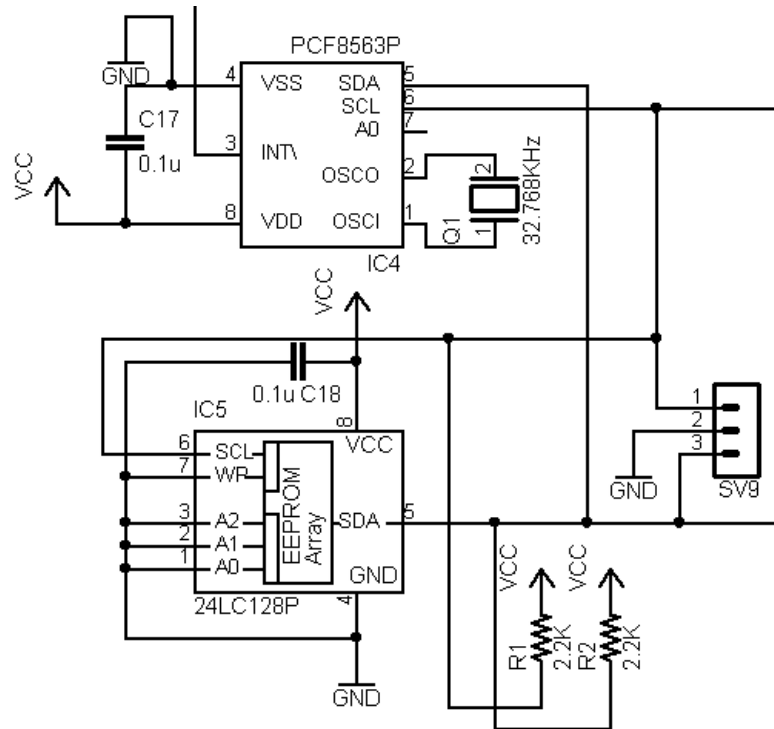 PCF8563P
GND
4 VSS SDA 5
SCL 6
A0 7
C17
0.1u
3 INT\
OSCO 2
2
32.768KHz
VCC
8 VDD OSCI 1
1
Q1
IC4
VCC
0.1u C18
IC5
8
VCC
6 SCL
7 WP
3 A2
2 A1
1 A0
EEPROM
Array
SDA 5
GND
24LC128P
4
GND
1
2
3
GND
SV9
VCC
VCC
R1
2.2K
R2
2.2K